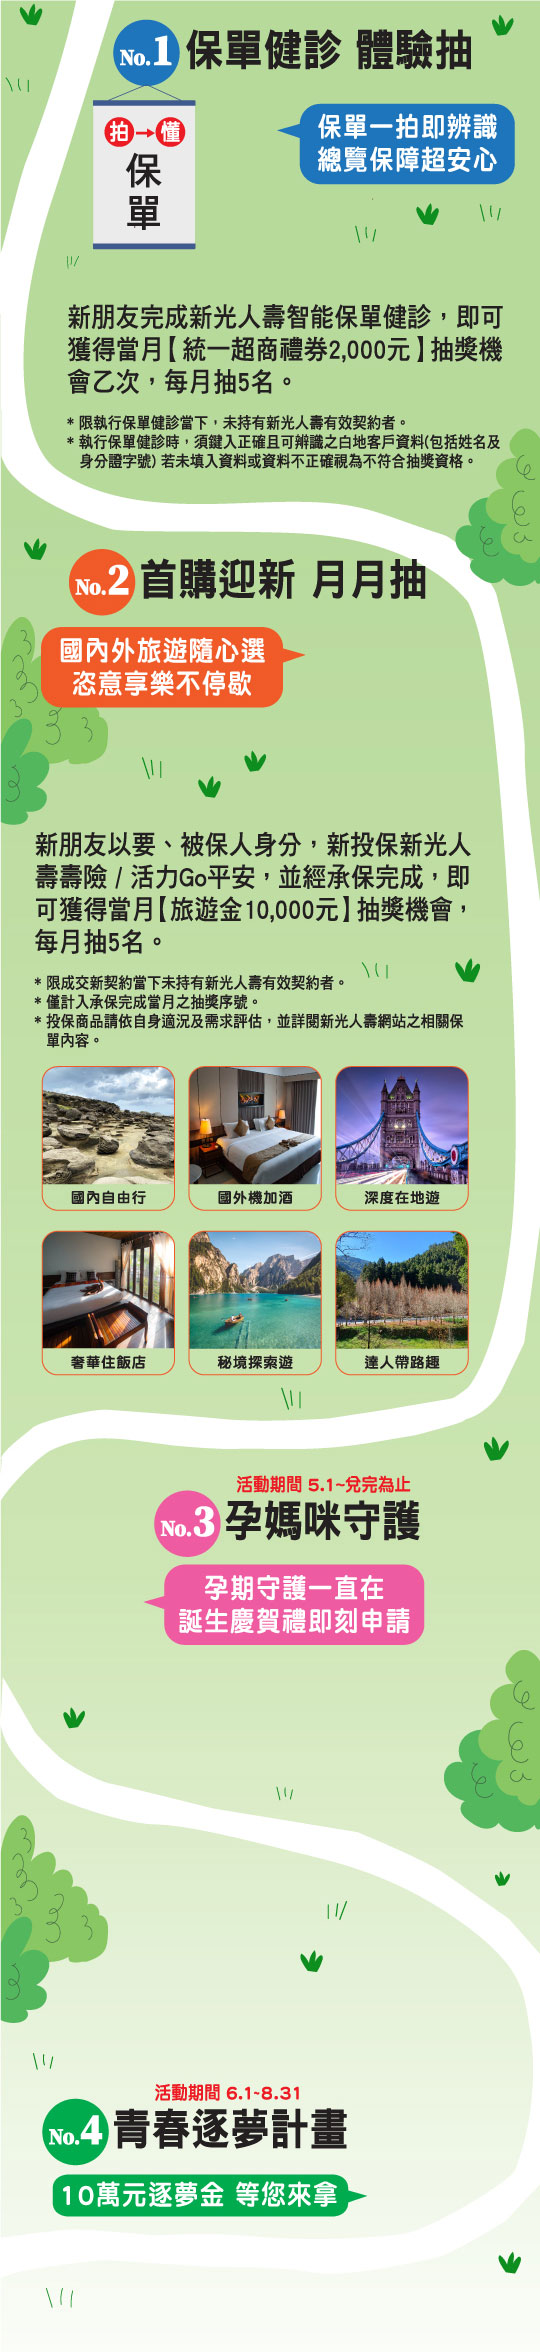 No.1 保單健診 體驗抽
拍→懂
保
單
保單一拍即辨識
總覽保障超安心
新朋友完成新光人壽智能保單健診，即可
獲得當月【統一超商禮券2,000元】抽獎機
會乙次，每月抽5名。
* 限執行保單健診當下，未持有新光人壽有效契約者。
* 執行保單健診時，須鍵入正確且可辨識之白地客戶資料(包括姓名及
身分證字號) 若未填入資料或資料不正確視為不符合抽獎資格。
No.2 首購迎新 月月抽
國內外旅遊隨心選
恣意享樂不停歇
新朋友以要、被保人身分，新投保新光人
壽壽險 / 活力Go平安，並經承保完成，即
可獲得當月【旅遊金10,000元】抽獎機會，
每月抽5名。
* 限成交新契約當下未持有新光人壽有效契約者。
* 僅計入承保完成當月之抽獎序號。
* 投保商品請依自身適況及需求評估，並詳閱新光人壽網站之相關保
單內容。
國內自由行
國外機加酒
深度在地遊
奢華住飯店
秘境探索遊
達人帶路趣
活動期間 5.1~兌完為止
No.3 孕媽咪守護
孕期守護一直在
誕生慶賀禮即刻申請
活動期間 6.1~8.31
No.4 青春逐夢計畫
10萬元逐夢金 等您來拿